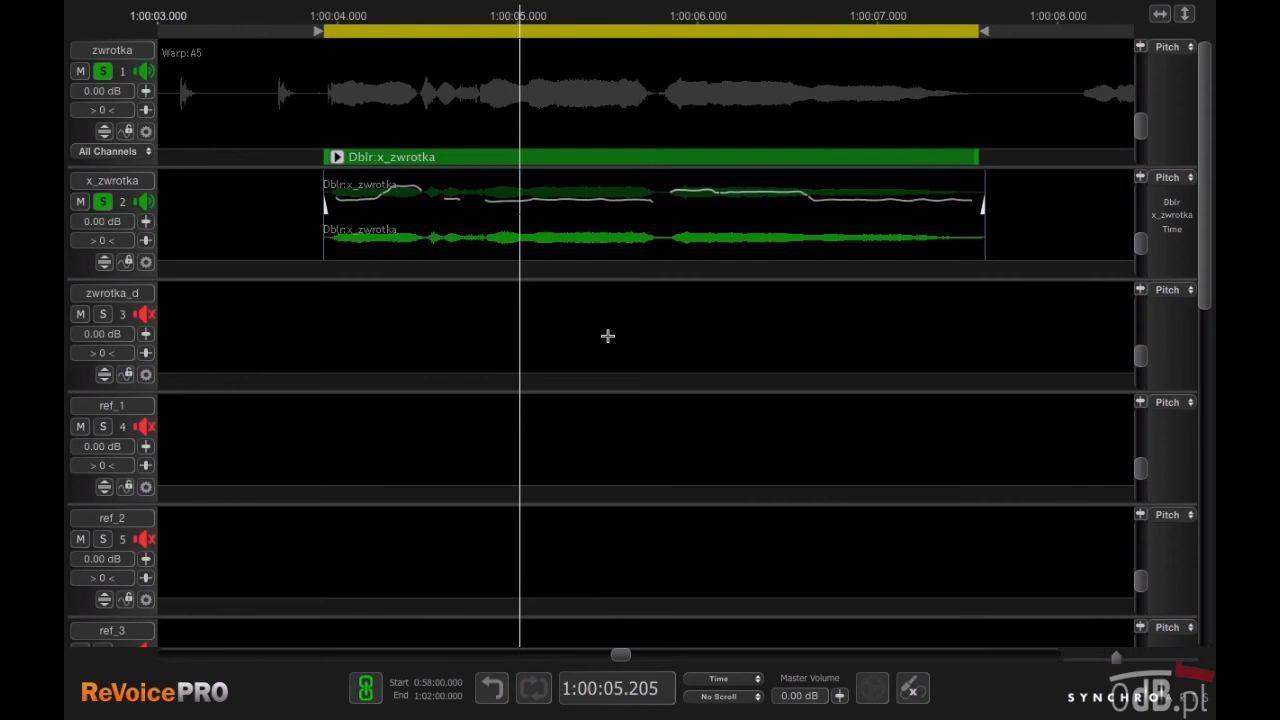 1:00:03.000 1:00:04.000 1:00:05.000 1:00:06.000 1:00:07.000 1:00:08.000
zwrotka
Warp:A5
Pitch
M S 1
0.00 dB
> 0 <
All Channels
Dblr:x_zwrotka
x_zwrotka
Dblr:x_zwrotka
Pitch
M S 2
0.00 dB
Dblr
x_zwrotka
Time
> 0 <
Dblr:x_zwrotka
zwrotka_d
Pitch
M S 3
0.00 dB
> 0 <
ref_1
Pitch
M S 4
0.00 dB
> 0 <
ref_2
Pitch
M S 5
0.00 dB
> 0 <
ref_3
Pitch
ReVoice PRO
Start 0:58:00.000
End 1:02:00.000
1:00:05.205
Time
No Scroll
Master Volume
0.00 dB
SYNCHRO
0dB.pl